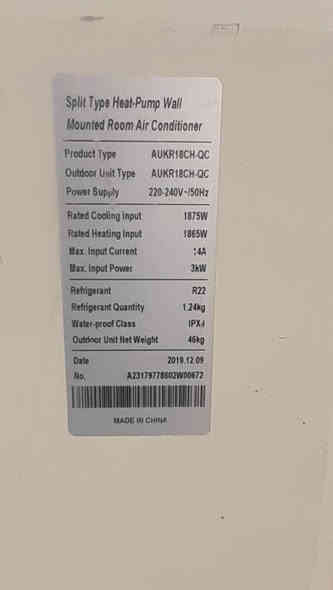 Split Type Heat-Pump Wall
Mounted Room Air Conditioner
Product Type AUKR18CH-QC
Outdoor Unit Type AUKR18CH-QC
Power Supply 220-240V~/50Hz
Rated Cooling Input 1875W
Rated Heating Input 1865W
Max. Input Current 14A
Max. Input Power 3kW
Refrigerant R22
Refrigerant Quantity 1.24kg
Water-proof Class IPX4
Outdoor Unit Net Weight 46kg
Date 2019.12.09
No. A23179778602W00672
MADE IN CHINA